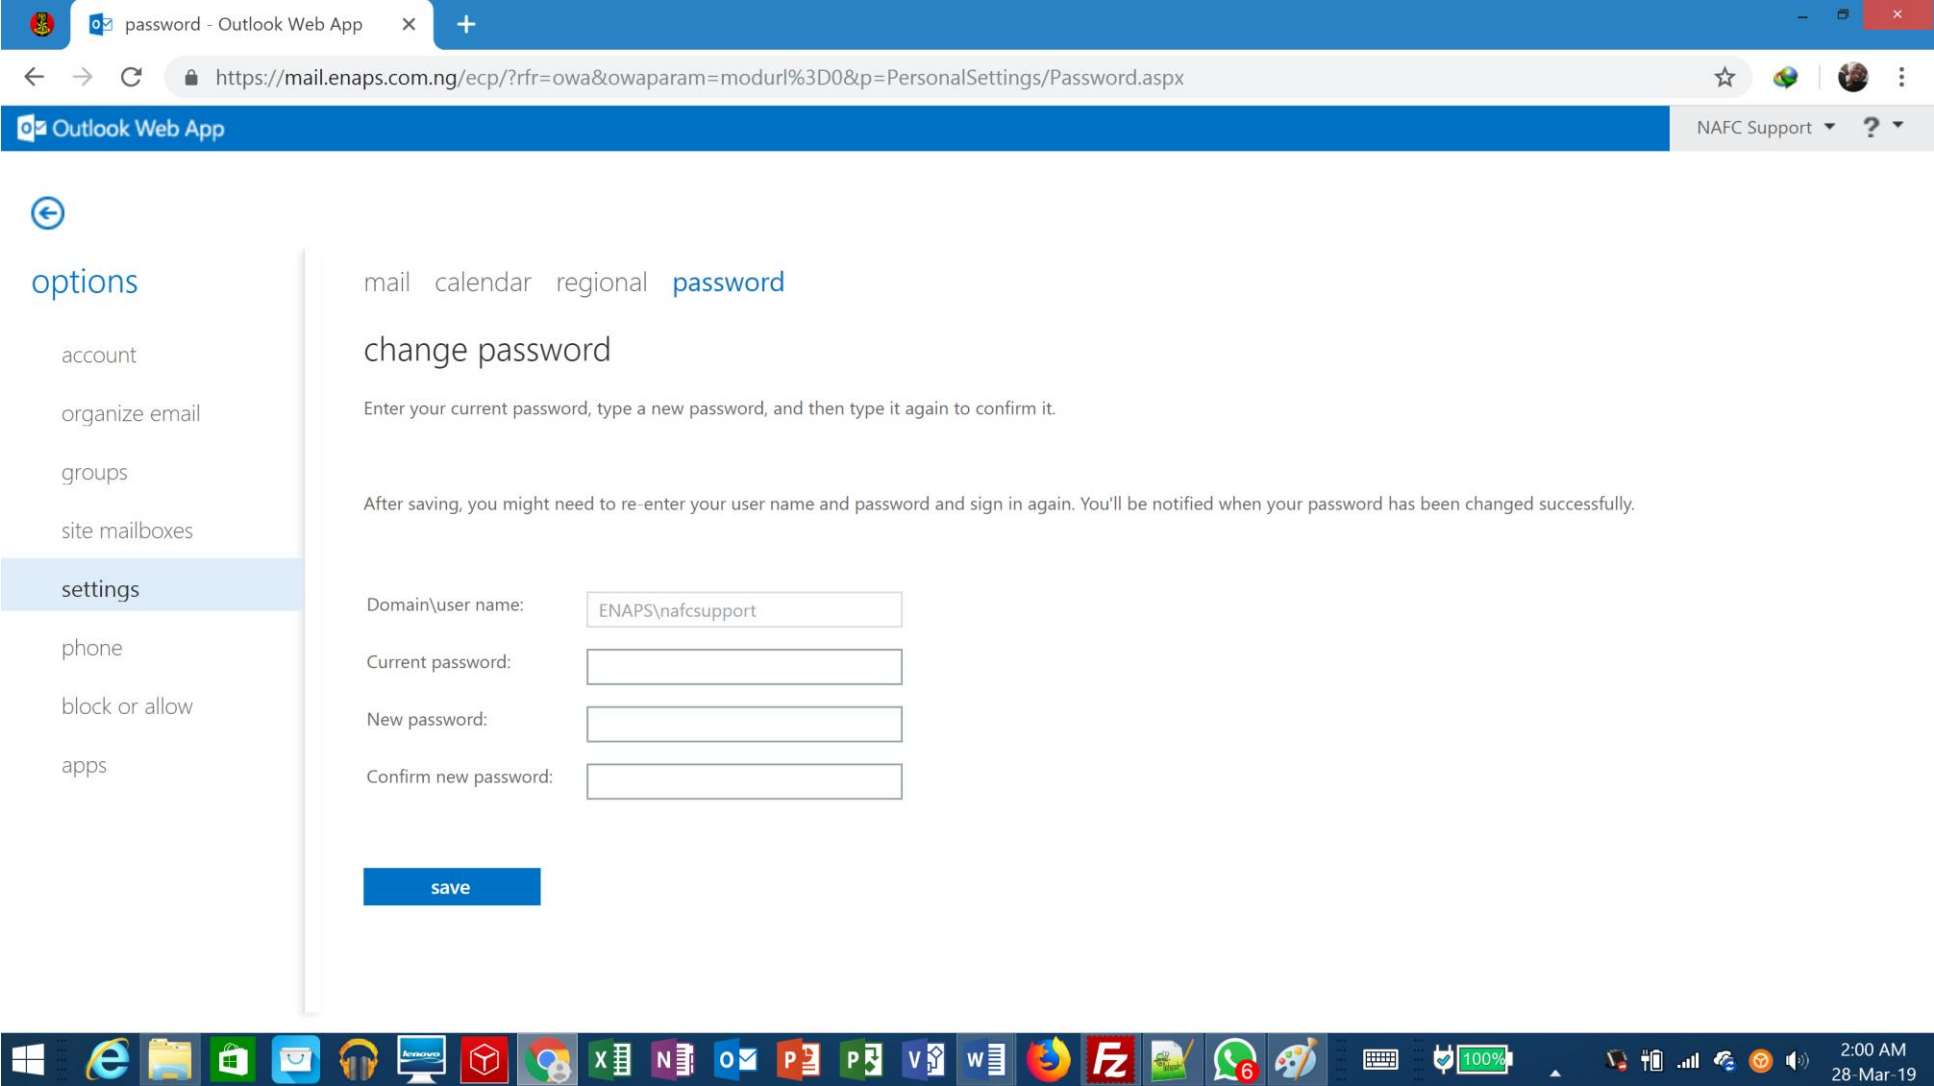 password - Outlook Web App
https://mail.enaps.com.ng/ecp/?rfr=owa&owaparam=modurl%3D0&p=PersonalSettings/Password.aspx
Outlook Web App
NAFC Support
?
options
account
organize email
groups
site mailboxes
settings
phone
block or allow
apps
mail calendar regional password
change password
Enter your current password, type a new password, and then type it again to confirm it.
After saving, you might need to re-enter your user name and password and sign in again. You'll be notified when your password has been changed successfully.
Domain\user name: ENAPS\nafcsupport
Current password:
New password:
Confirm new password:
save
lenovo
6
100%
2:00 AM
28-Mar-19